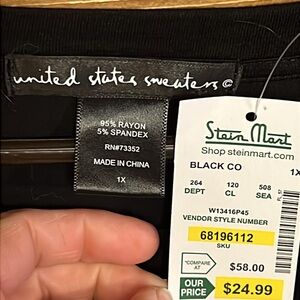 united states sweaters ©
95% RAYON
5% SPANDEX
RN#73352
MADE IN CHINA
1X
Stein Mart
Shop steinmart.com
BLACK CO 1X
264 120 508
DEPT CL SEA
W13416P45
VENDOR STYLE NUMBER
68196112
SKU
*COMPARE AT $58.00
OUR PRICE $24.99